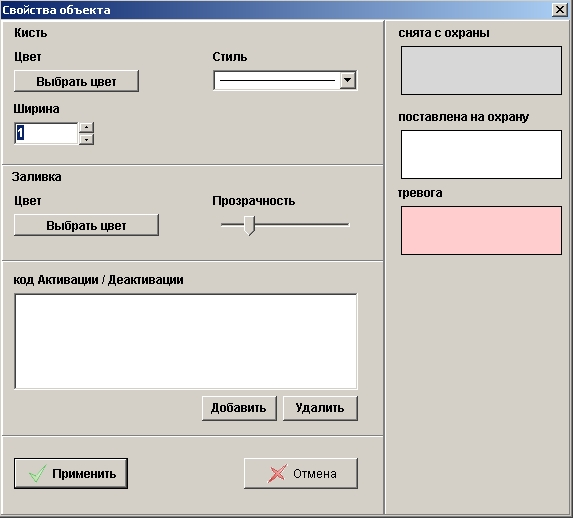 Свойства объекта
Кисть
Цвет
Стиль
Выбрать цвет
Ширина
1
Заливка
Цвет
Прозрачность
Выбрать цвет
код Активации / Деактивации
Добавить
Удалить
Применить
Отмена
снята с охраны
поставлена на охрану
тревога